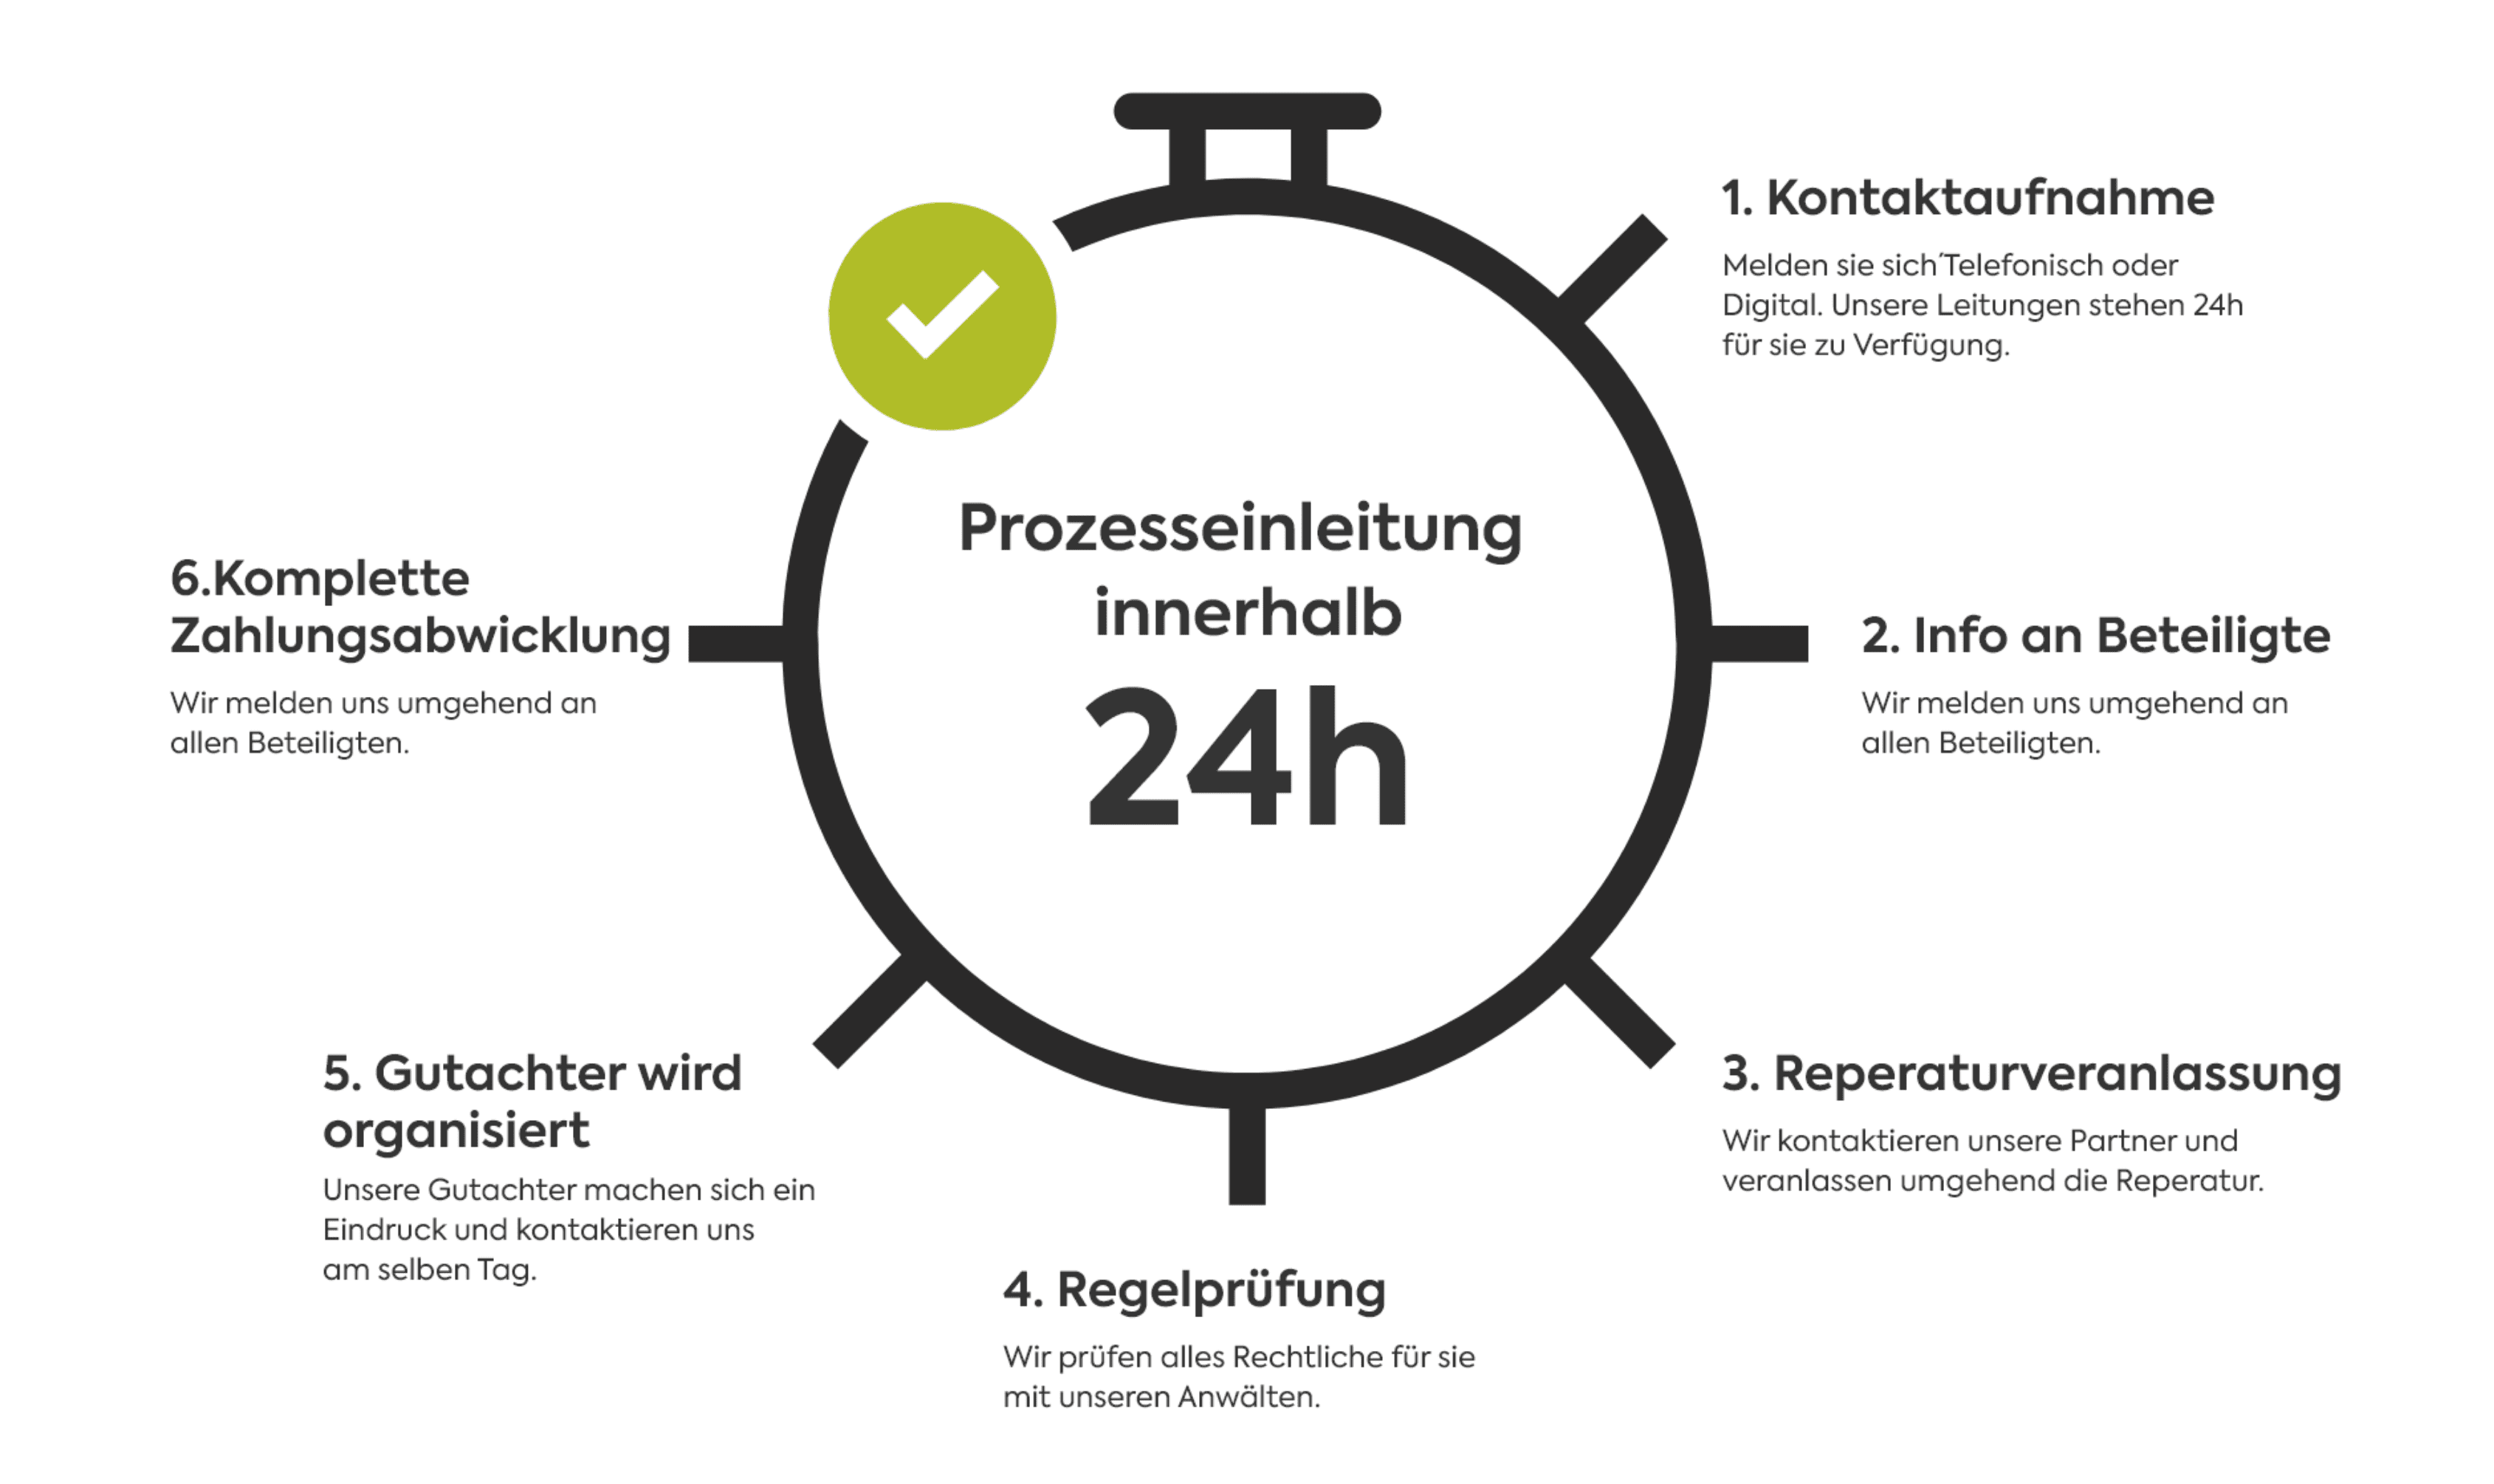 Prozesseinleitung
innerhalb
24h
1. Kontaktaufnahme
Melden sie sich´Telefonisch oder
Digital. Unsere Leitungen stehen 24h
für sie zu Verfügung.
2. Info an Beteiligte
Wir melden uns umgehend an
allen Beteiligten.
3. Reperaturveranlassung
Wir kontaktieren unsere Partner und
veranlassen umgehend die Reperatur.
4. Regelprüfung
Wir prüfen alles Rechtliche für sie
mit unseren Anwälten.
5. Gutachter wird
organisiert
Unsere Gutachter machen sich ein
Eindruck und kontaktieren uns
am selben Tag.
6.Komplette
Zahlungsabwicklung
Wir melden uns umgehend an
allen Beteiligten.